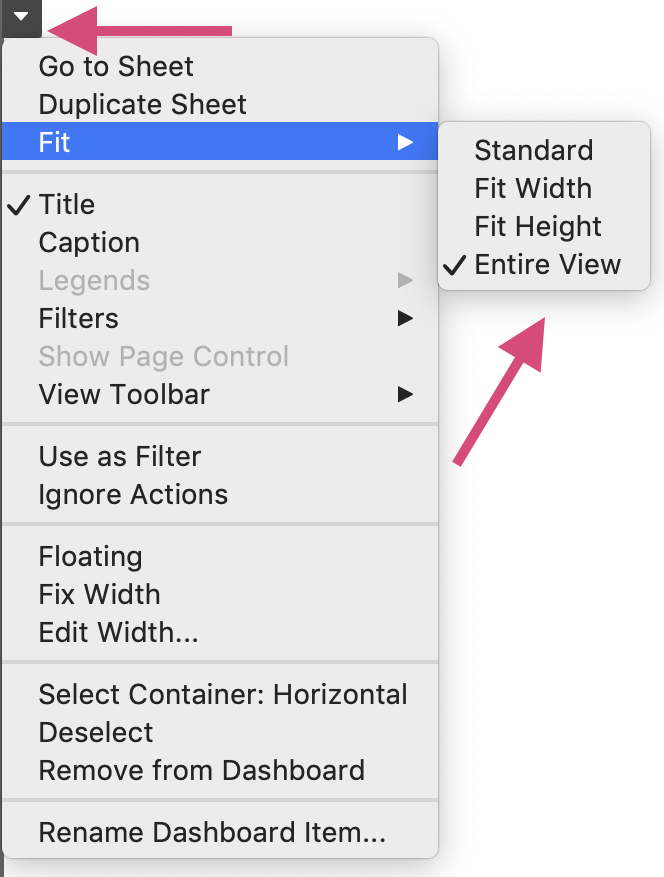 Go to Sheet
Duplicate Sheet
Fit
Standard
Fit Width
Fit Height
Entire View
Title
Caption
Legends
Filters
Show Page Control
View Toolbar
Use as Filter
Ignore Actions
Floating
Fix Width
Edit Width...
Select Container: Horizontal
Deselect
Remove from Dashboard
Rename Dashboard Item...